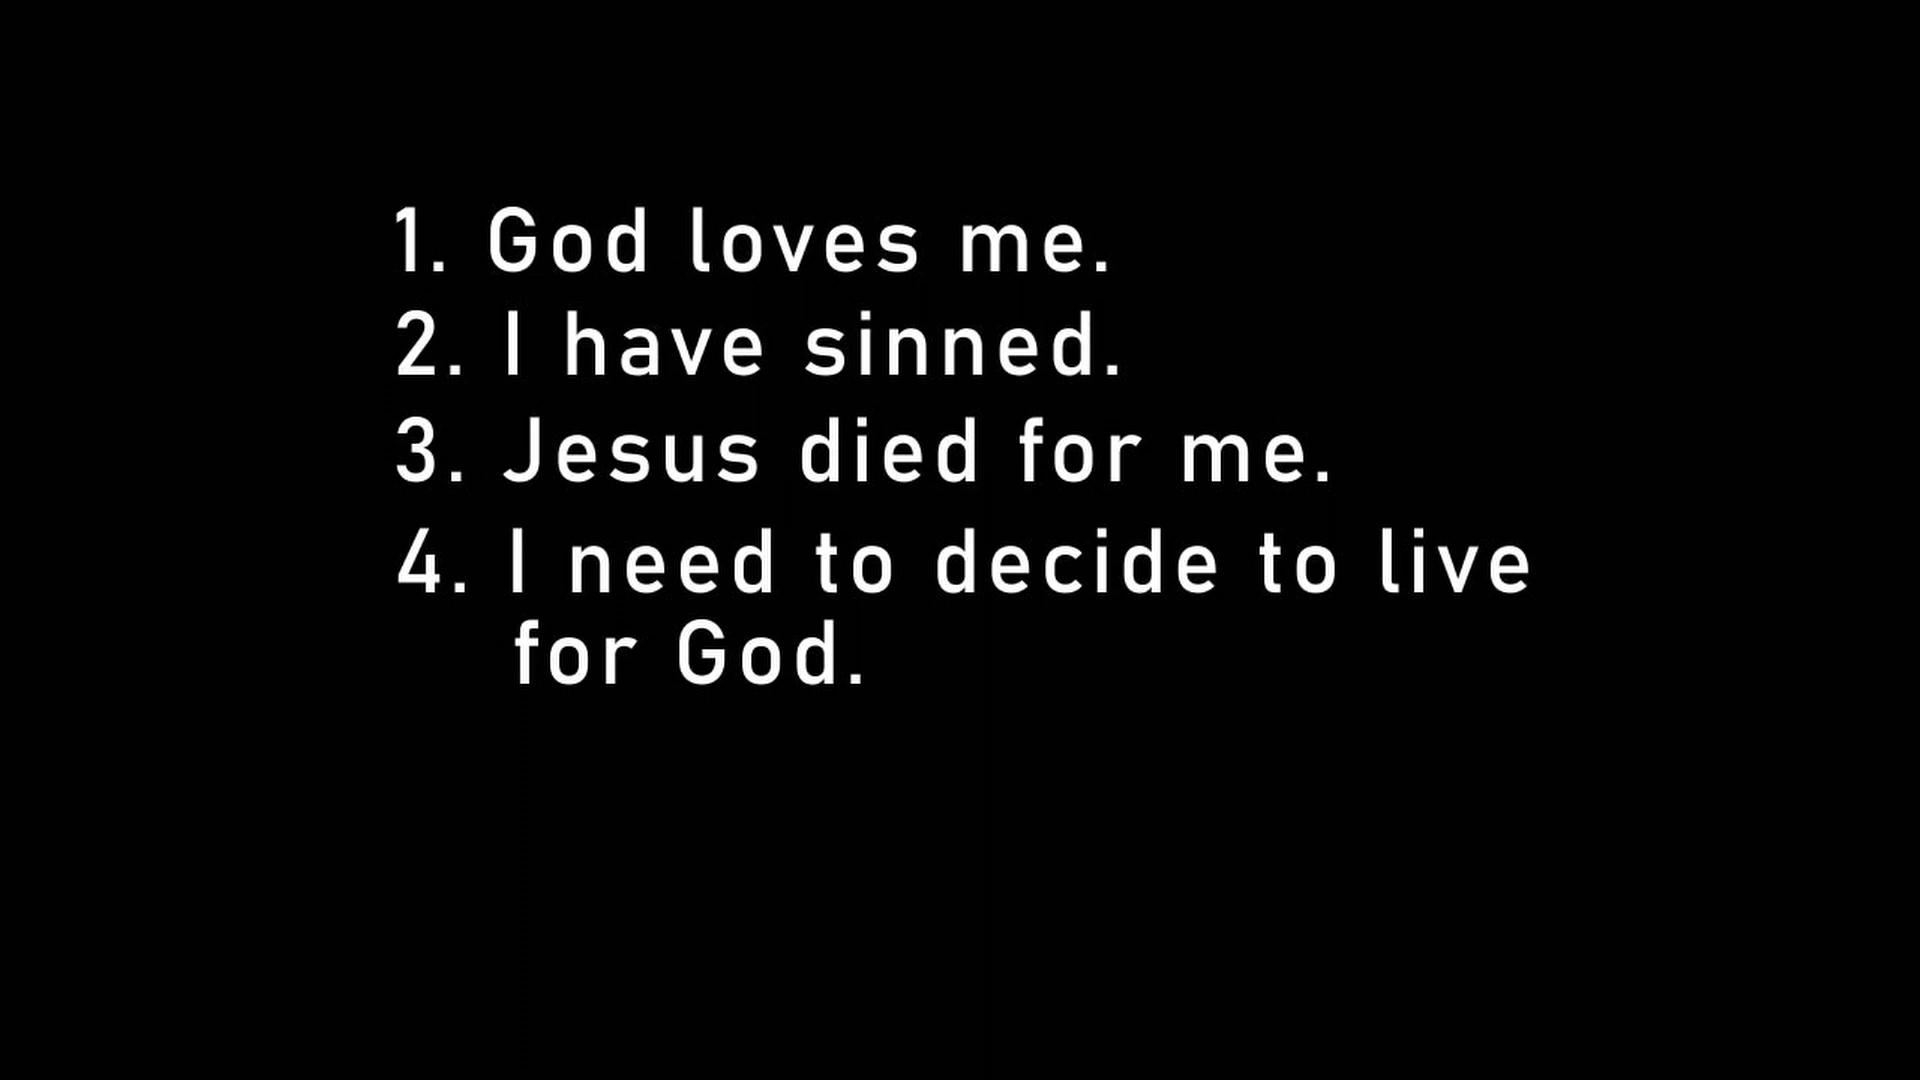 1. God loves me.
2. I have sinned.
3. Jesus died for me.
4. I need to decide to live
for God.